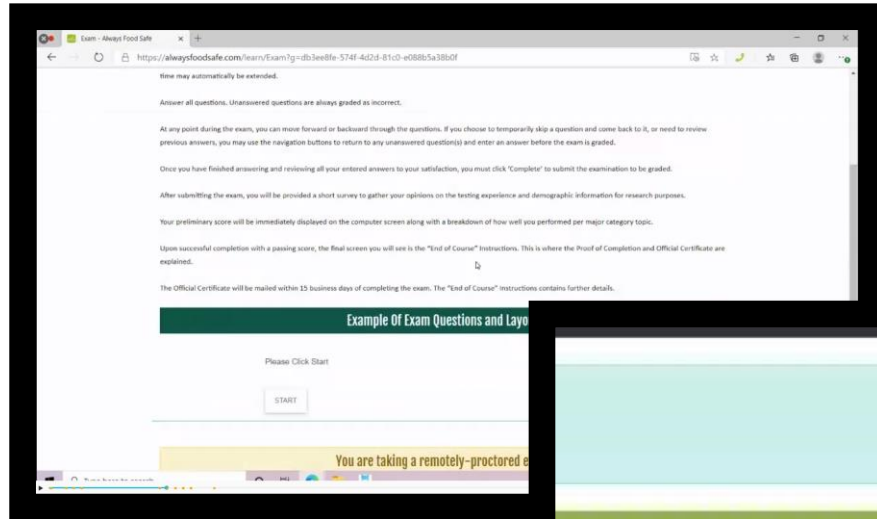 Exam - Always Food Safe
https://alwaysfoodsafe.com/learn/Exam?g=db3ee8fe-574f-4d2d-81c0-e088b5a38b0f
time may automatically be extended.
Answer all questions. Unanswered questions are always graded as incorrect.
At any point during the exam, you can move forward or backward through the questions. If you choose to temporarily skip a question and come back to it, or need to review
previous answers, you may use the navigation buttons to return to any unanswered question(s) and enter an answer before the exam is graded.
Once you have finished answering and reviewing all your entered answers to your satisfaction, you must click 'Complete' to submit the examination to be graded.
After submitting the exam, you will be provided a short survey to gather your opinions on the testing experience and demographic information for research purposes.
Your preliminary score will be immediately displayed on the computer screen along with a breakdown of how well you performed per major category topic.
Upon successful completion with a passing score, the final screen you will see is the "End of Course" Instructions. This is where the Proof of Completion and Official Certificate are
explained.
The Official Certificate will be mailed within 15 business days of completing the exam. The "End of Course" Instructions contains further details.
Example Of Exam Questions and Layo
Please Click Start
START
You are taking a remotely-proctored e
Type here to search